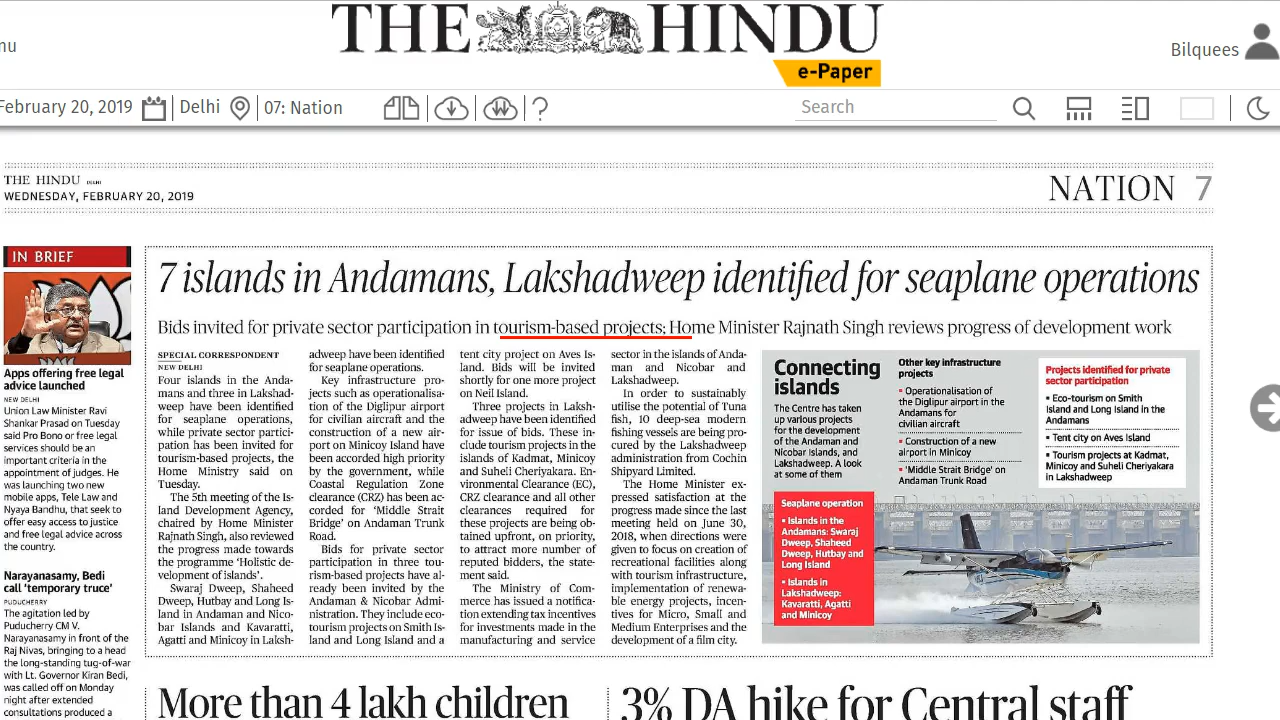 THE HINDU
e-Paper
nu
Bilquees
February 20, 2019
Delhi
07: Nation
?
Search
THE HINDU DELHI
WEDNESDAY, FEBRUARY 20, 2019
NATION 7
IN BRIEF
Apps offering free legal
advice launched
NEW DELHI
Union Law Minister Ravi
Shankar Prasad on Tuesday
said Pro Bono or free legal
services should be an
important criteria in the
appointment of judges. He
was launching two new
mobile apps, Tele Law and
Nyaya Bandhu, that seek to
offer easy access to justice
and free legal advice across
the country.
Narayanasamy, Bedi
call ‘temporary truce’
PUDUCHERRY
The agitation led by
Puducherry CM V.
Narayanasamy in front of the
Raj Nivas, bringing to a head
the long-standing tug-of-war
with Lt. Governor Kiran Bedi,
was called off on Monday
night after extended
consultations produced a
7 islands in Andamans, Lakshadweep identified for seaplane operations
Bids invited for private sector participation in tourism-based projects; Home Minister Rajnath Singh reviews progress of development work
SPECIAL CORRESPONDENT
NEW DELHI
Four islands in the Anda-
mans and three in Lakshad-
weep have been identified
for seaplane operations,
while private sector partici-
pation has been invited for
tourism-based projects, the
Home Ministry said on
Tuesday.
The 5th meeting of the Is-
land Development Agency,
chaired by Home Minister
Rajnath Singh, also reviewed
the progress made towards
the programme ‘Holistic de-
velopment of islands’.
Swaraj Dweep, Shaheed
Dweep, Hutbay and Long Is-
land in Andaman and Nico-
bar Islands and Kavaratti,
Agatti and Minicoy in Laksh-
adweep have been identified
for seaplane operations.
Key infrastructure pro-
jects such as operationalisa-
tion of the Diglipur airport
for civilian aircraft and the
construction of a new air-
port on Minicoy Island have
been accorded high priority
by the government, while
Coastal Regulation Zone
clearance (CRZ) has been ac-
corded for ‘Middle Strait
Bridge’ on Andaman Trunk
Road.
Bids for private sector
participation in three tou-
rism-based projects have al-
ready been invited by the
Andaman & Nicobar Admi-
nistration. They include eco-
tourism projects on Smith Is-
land and Long Island and a
tent city project on Aves Is-
land. Bids will be invited
shortly for one more project
on Neil Island.
Three projects in Laksh-
adweep have been identified
for issue of bids. These in-
clude tourism projects in the
islands of Kadmat, Minicoy
and Suheli Cheriyakara. En-
vironmental Clearance (EC),
CRZ clearance and all other
clearances required for
these projects are being ob-
tained upfront, on priority,
to attract more number of
reputed bidders, the state-
ment said.
The Ministry of Com-
merce has issued a notifica-
tion extending tax incentives
for investments made in the
manufacturing and service
sector in the islands of Anda-
man and Nicobar and
Lakshadweep.
In order to sustainably
utilise the potential of Tuna
fish, 10 deep-sea modern
fishing vessels are being pro-
cured by the Lakshadweep
administration from Cochin
Shipyard Limited.
The Home Minister ex-
pressed satisfaction at the
progress made since the last
meeting held on June 30,
2018, when directions were
given to focus on creation of
recreational facilities along
with tourism infrastructure,
implementation of renewa-
ble energy projects, incen-
tives for Micro, Small and
Medium Enterprises and the
development of a film city.
Connecting
islands
The Centre has taken
up various projects
for the development
of the Andaman and
Nicobar Islands, and
Lakshadweep. A look
at some of them
Other key infrastructure
projects
▪ Operationalisation of
the Diglipur airport in the
Andamans for
civilian aircraft
▪ Construction of a new
airport in Minicoy
▪ ‘Middle Strait Bridge’ on
Andaman Trunk Road
Projects identified for private
sector participation
▪ Eco-tourism on Smith
Island and Long Island in the
Andamans
▪ Tent city on Aves Island
▪ Tourism projects at Kadmat,
Minicoy and Suheli Cheriyakara
in Lakshadweep
Seaplane operation
▪ Islands in the
Andamans: Swaraj
Dweep, Shaheed
Dweep, Hutbay and
Long Island
▪ Islands in
Lakshadweep:
Kavaratti, Agatti
and Minicoy
More than 4 lakh children
3% DA hike for Central staff